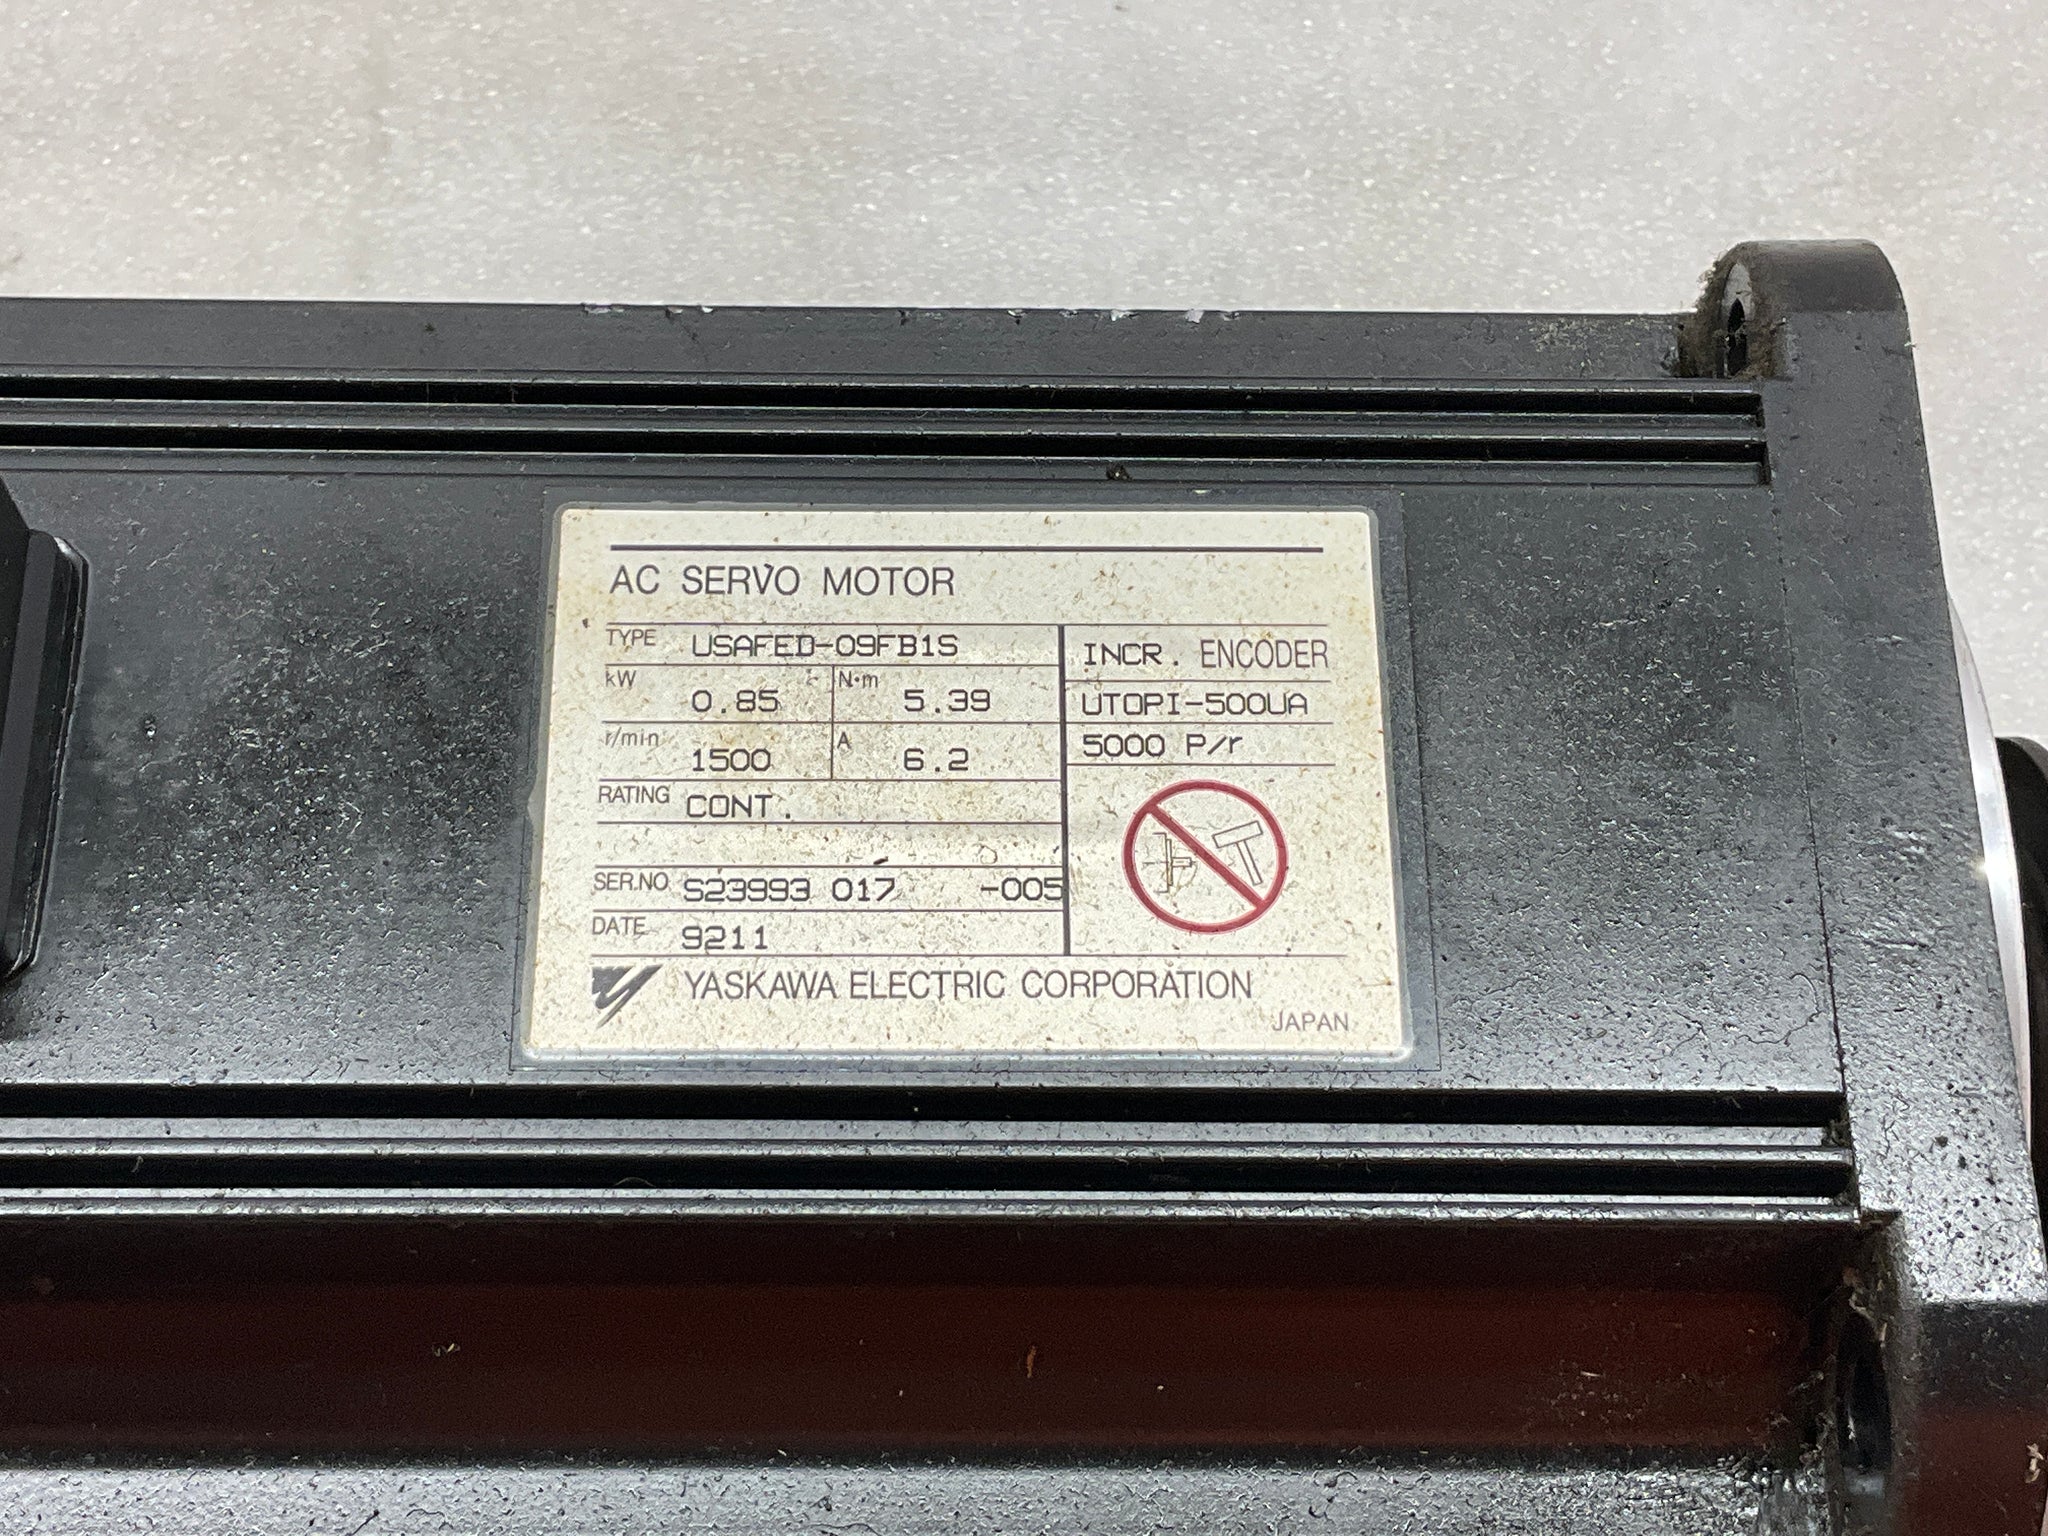 AC SERVO MOTOR
TYPE USAFED-09FB1S
kW 0.85 N·m 5.39
r/min 1500 A 6.2
RATING CONT.
SER.NO S23993 017 -005
DATE 9211
INCR. ENCODER
UTOPI-500UA
5000 P/r
YASKAWA ELECTRIC CORPORATION
JAPAN